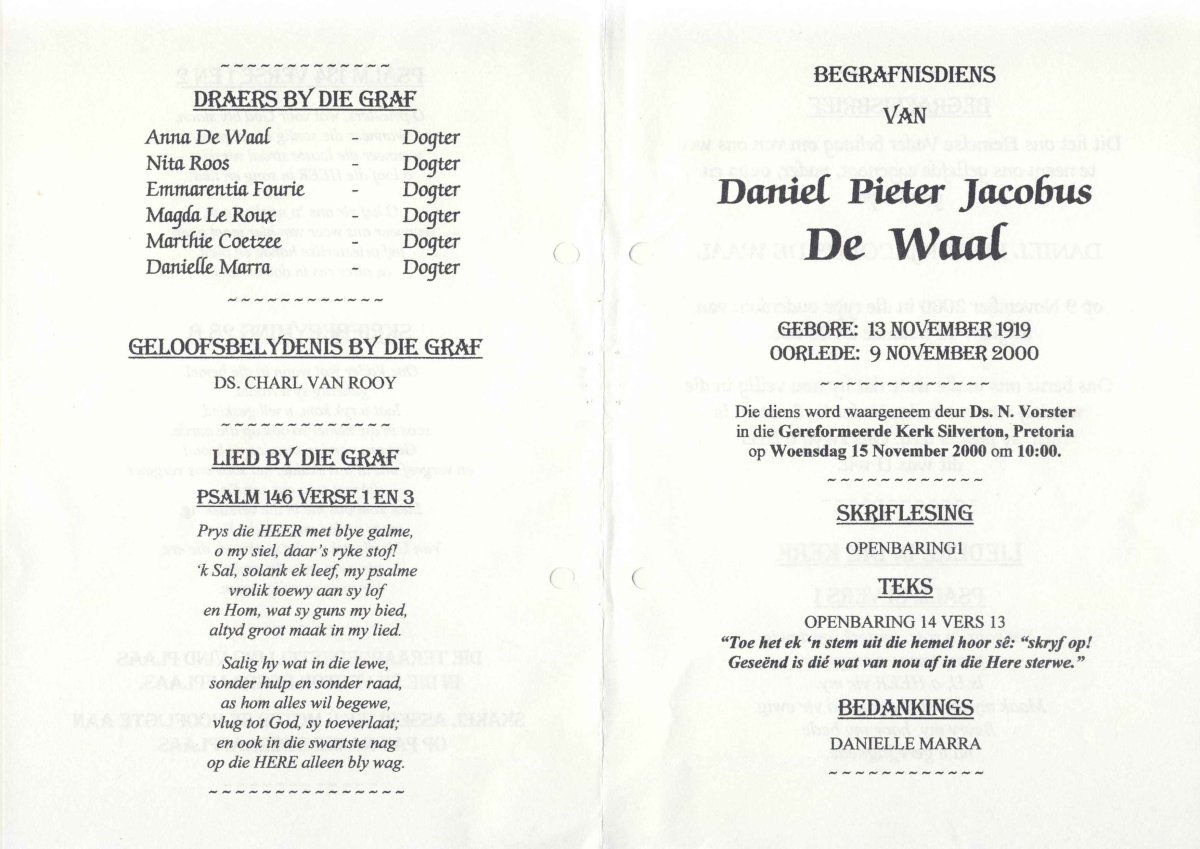 ~ ~ ~ ~ ~ ~ ~ ~ ~ ~ ~ ~ ~
DRAERS BY DIE GRAF
Anna De Waal - Dogter
Nita Roos - Dogter
Emmarentia Fourie - Dogter
Magda Le Roux - Dogter
Marthie Coetzee - Dogter
Danielle Marra - Dogter
~ ~ ~ ~ ~ ~ ~ ~ ~ ~ ~ ~
GELOOFSBELYDENIS BY DIE GRAF
DS. CHARL VAN ROOY
~ ~ ~ ~ ~ ~ ~ ~ ~ ~ ~ ~ ~
LIED BY DIE GRAF
PSALM 146 VERSE 1 EN 3
Prys die HEER met blye galme,
o my siel, daar's ryke stof!
‘k Sal, solank ek leef, my psalme
vrolik toewy aan sy lof
en Hom, wat sy guns my bied,
altyd groot maak in my lied.
Salig hy wat in die lewe,
sonder hulp en sonder raad,
as hom alles wil begewe,
vlug tot God, sy toeverlaat;
en ook in die swartste nag
op die HERE alleen bly wag.
~ ~ ~ ~ ~ ~ ~ ~ ~ ~ ~ ~ ~ ~ ~
BEGRAFNISDIENS
VAN
Daniel Pieter Jacobus
De Waal
GEBORE: 13 NOVEMBER 1919
OORLEDE: 9 NOVEMBER 2000
~ ~ ~ ~ ~ ~ ~ ~ ~ ~ ~ ~ ~
Die diens word waargeneem deur Ds. N. Vorster
in die Gereformeerde Kerk Silverton, Pretoria
op Woensdag 15 November 2000 om 10:00.
~ ~ ~ ~ ~ ~ ~ ~ ~ ~ ~ ~
SKRIFLESING
OPENBARING1
TEKS
OPENBARING 14 VERS 13
“Toe het ek ‘n stem uit die hemel hoor sê: “skryf op!
Geseënd is dié wat van nou af in die Here sterwe.”
BEDANKINGS
DANIELLE MARRA
~ ~ ~ ~ ~ ~ ~ ~ ~ ~ ~ ~